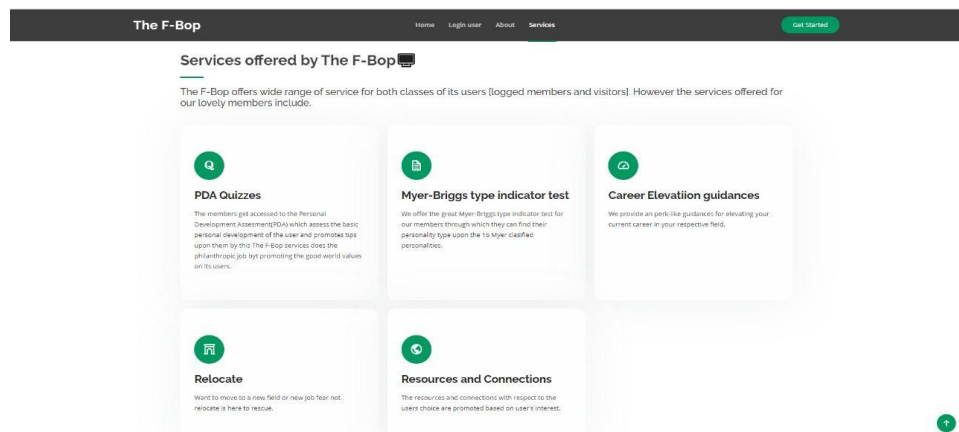 The F-Bop
Home Login user About Services
Get Started
Services offered by The F-Bop
The F-Bop offers wide range of service for both classes of its users [logged members and visitors]. However the services offered for
our lovely members include.
PDA Quizzes
The members get accessed to the Personal
Development Assesment(PDA) which assess the basic
personal development of the user and promotes tips
upon them by this The F-Bop services does the
philanthropic job byt promoting the good world values
on its users.
Myer-Briggs type indicator test
We offer the great Myer-Briggs type indicator test for
our members through which they can find their
personality type upon the 16 Myer clasified
personalities.
Career Elevatiion guidances
We provide an perk-like guidances for elevating your
current career in your respective field.
Relocate
Want to move to a new field or new job fear not
relocate is here to rescue.
Resources and Connections
The resources and connections with respect to the
users choice are promoted based on user's interest.